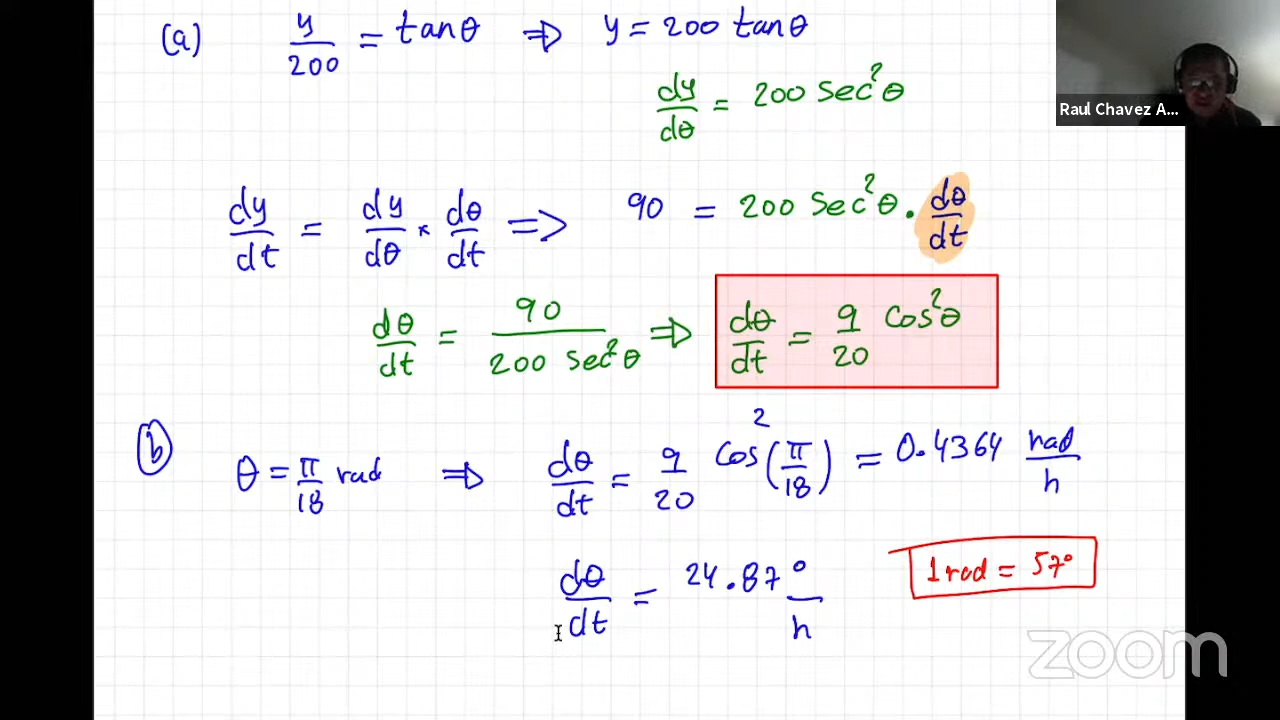 (a) y/200 = tanθ ⇒ y = 200 tanθ
Raul Chavez A...
dy/dθ = 200 Sec²θ
dy/dt = dy/dθ * dθ/dt => 90 = 200 Sec²θ · dθ/dt
dθ/dt = 90/(200 Sec²θ) ⇒ dθ/dt = 9/20 Cos²θ
(b) θ = π/18 rad ⇒ dθ/dt = 9/20 Cos²(π/18) = 0.4364 rad/h
dθ/dt = 24.87 °/h
1 rad = 57°
zoom